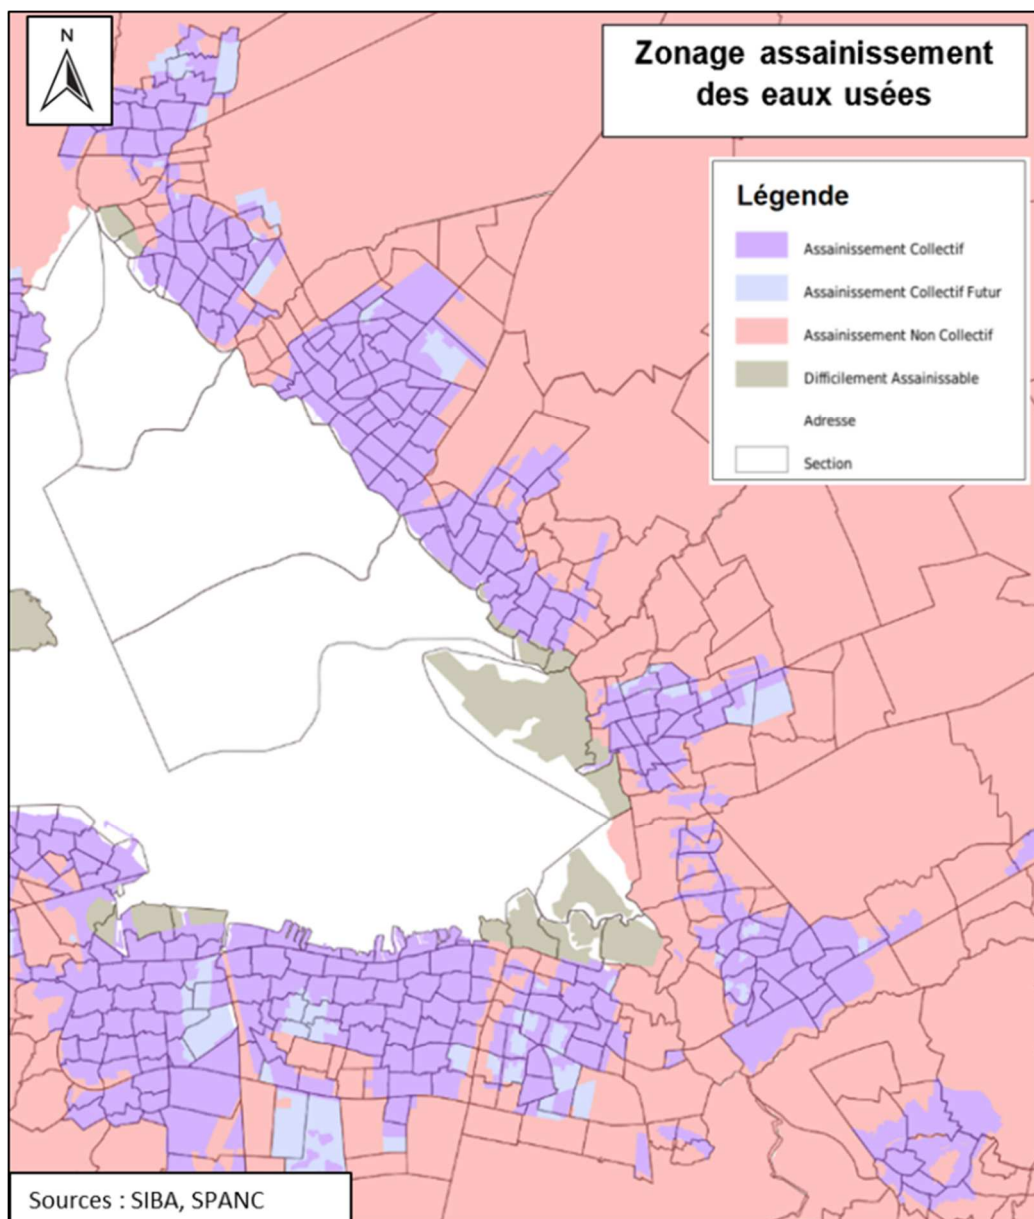 N
Zonage assainissement
des eaux usées
Légende
Assainissement Collectif
Assainissement Collectif Futur
Assainissement Non Collectif
Difficilement Assainissable
Adresse
Section
Sources : SIBA, SPANC